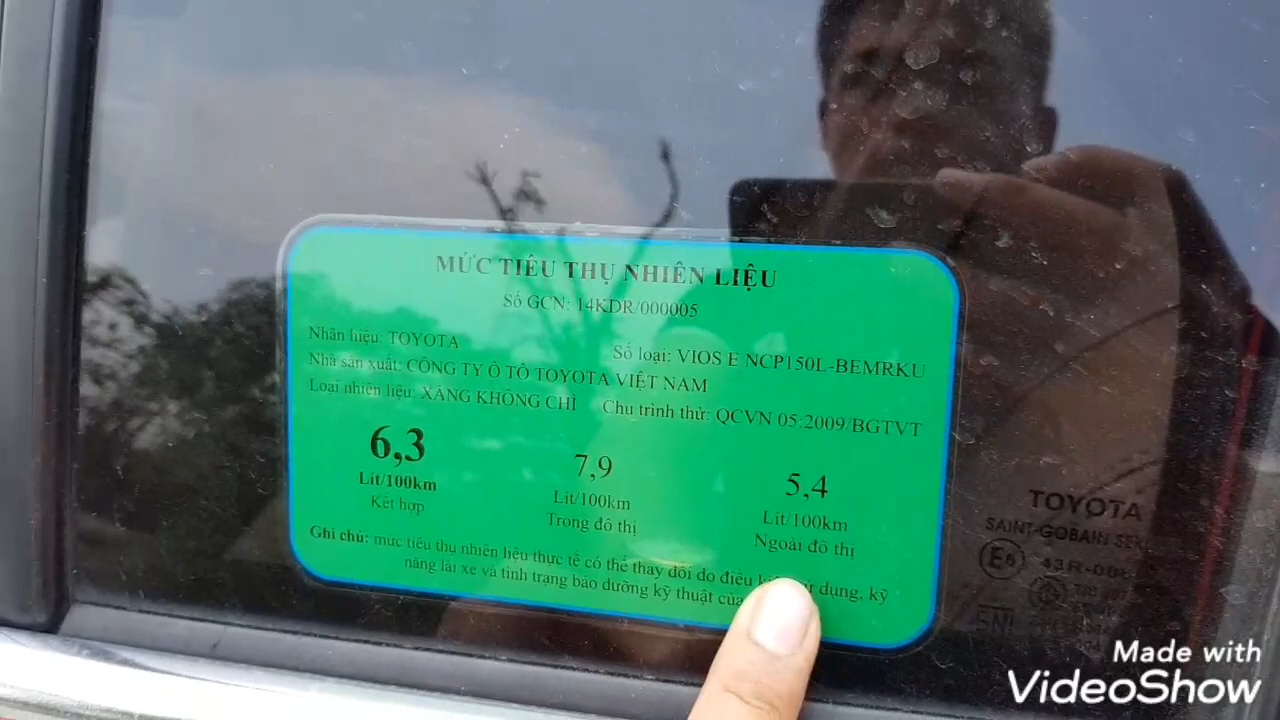 MỨC TIÊU THỤ NHIÊN LIỆU
Số GCN: 14KDR/000005
Nhãn liệu: TOYOTA
Số loại: VIOS E NCP150L-BEMRKU
Nhà sản xuất: CÔNG TY Ô TÔ TOYOTA VIỆT NAM
Loại nhiên liệu: XĂNG KHÔNG CHÌ Chu trình thử: QCVN 05:2009/BGTVT
6,3 7,9 5,4
Lít/100km Lít/100km Lít/100km
Kết hợp Trong đô thị Ngoài đô thị
Ghi chú: mức tiêu thụ nhiên liệu thực tế có thể thay đổi do điều dụng, kỹ
năng lái xe và tình trạng bảo dưỡng kỹ thuật của
TOYOTA
SAINT-GOBAIN
E6 43R-00
SNI
Made with
VideoShow